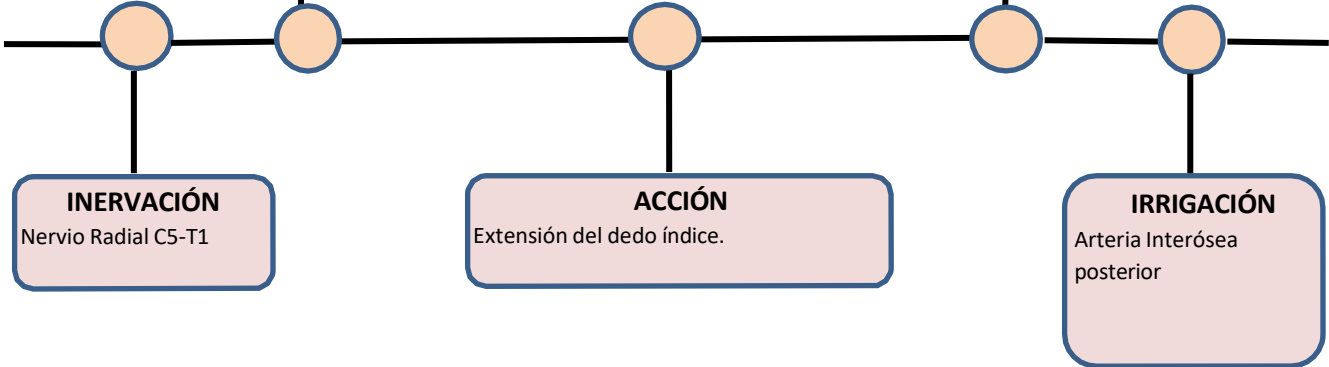 INERVACIÓN
Nervio Radial C5-T1
ACCIÓN
Extensión del dedo índice.
IRRIGACIÓN
Arteria Interósea
posterior